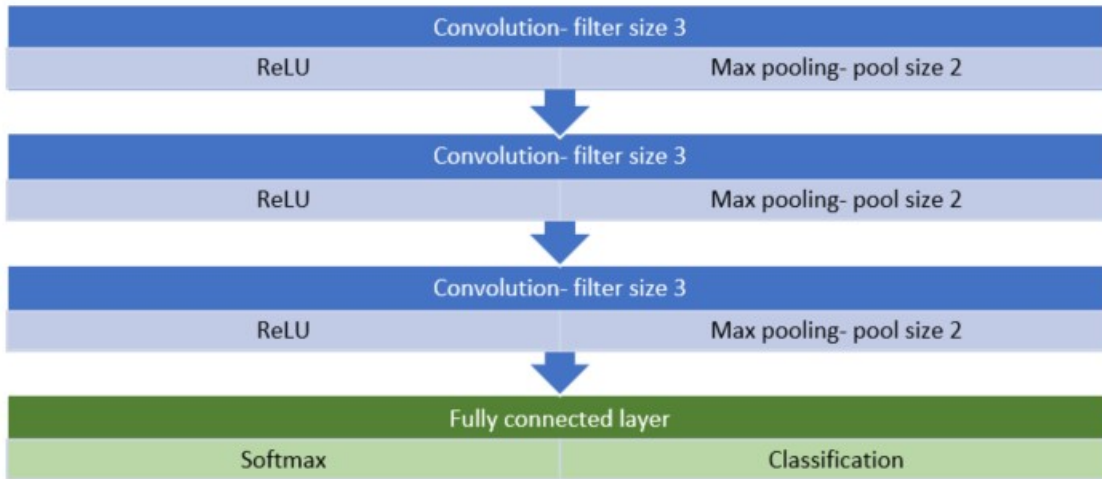 Convolution- filter size 3
ReLU
Max pooling- pool size 2
Convolution- filter size 3
ReLU
Max pooling- pool size 2
Convolution- filter size 3
ReLU
Max pooling- pool size 2
Fully connected layer
Softmax
Classification